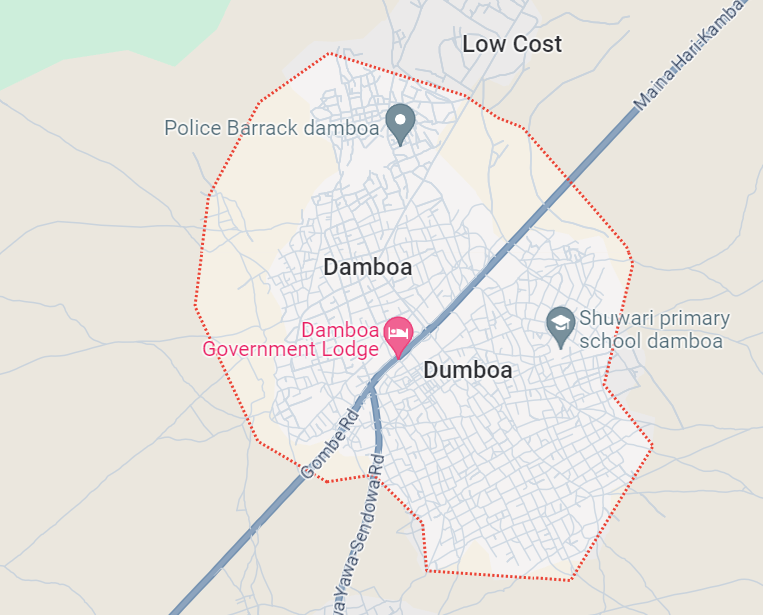 Low Cost
Maina Hari Kamba
Police Barrack damboa
Damboa
Damboa
Government Lodge
Shuwari primary
school damboa
Dumboa
Gombe Rd
Yawa-Sendowa Rd